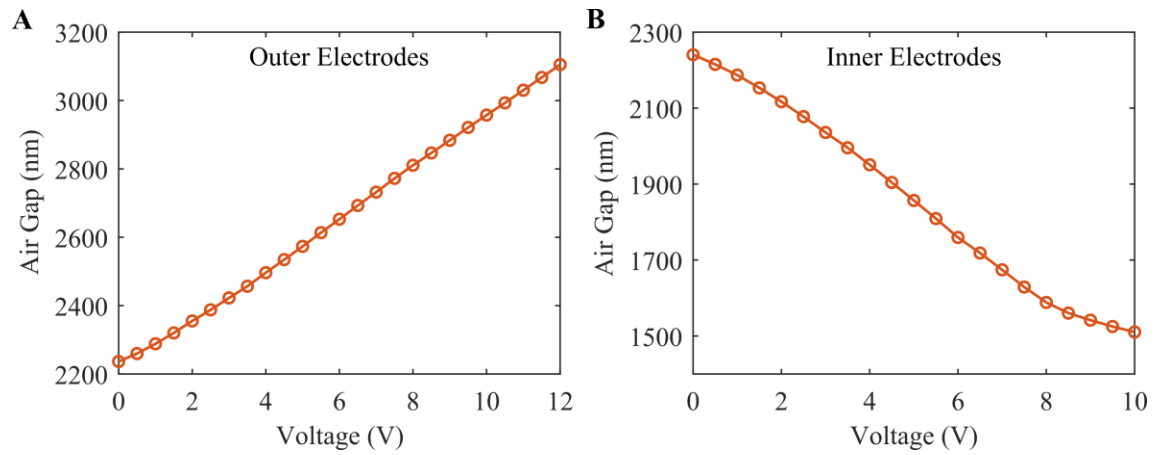 A
Outer Electrodes
Air Gap (nm)
3200
3000
2800
2600
2400
2200
0 2 4 6 8 10 12
Voltage (V)
B
Inner Electrodes
Air Gap (nm)
2300
2100
1900
1700
1500
0 2 4 6 8 10
Voltage (V)